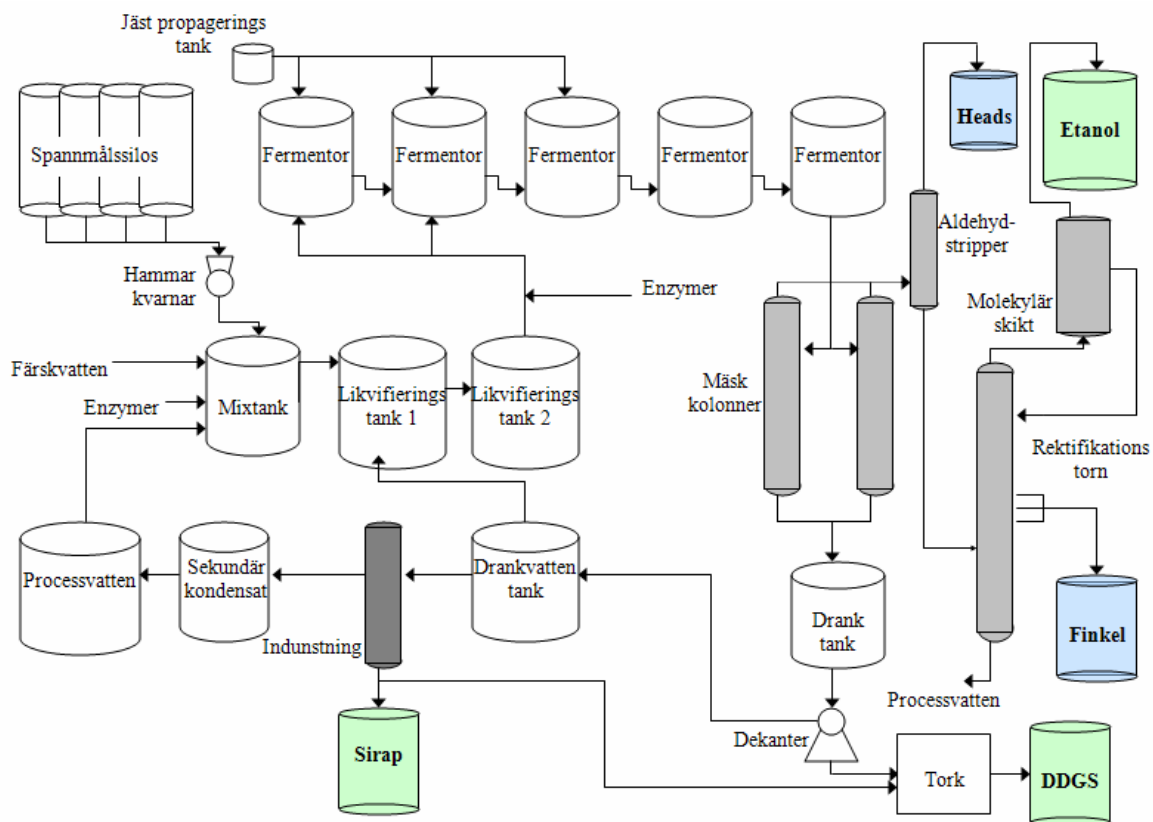 Jäst propagerings
tank
Spannmålssilos
Fermentor
Fermentor
Fermentor
Fermentor
Fermentor
Heads
Etanol
Hammar
kvarnar
Enzymer
Aldehyd-
stripper
Molekylär
skikt
Färskvatten
Enzymer
Mixtank
Likvifierings
tank 1
Likvifierings
tank 2
Mäsk
kolonner
Rektifikations
torn
Processvatten
Sekundär
kondensat
Indunstning
Drankvatten
tank
Drank
tank
Finkel
Processvatten
Sirap
Dekanter
Tork
DDGS